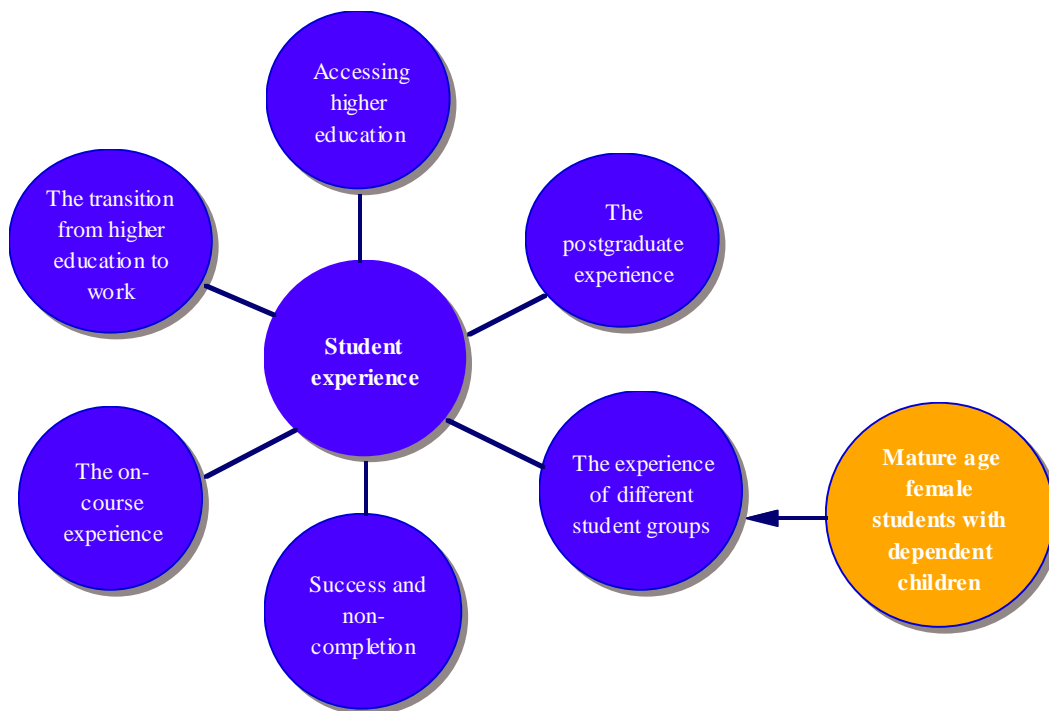 Accessing
higher
education
The transition
from higher
education to
work
The
postgraduate
experience
Student
experience
The on-
course
experience
The experience
of different
student groups
Mature age
female
students with
dependent
children
Success and
non-
completion